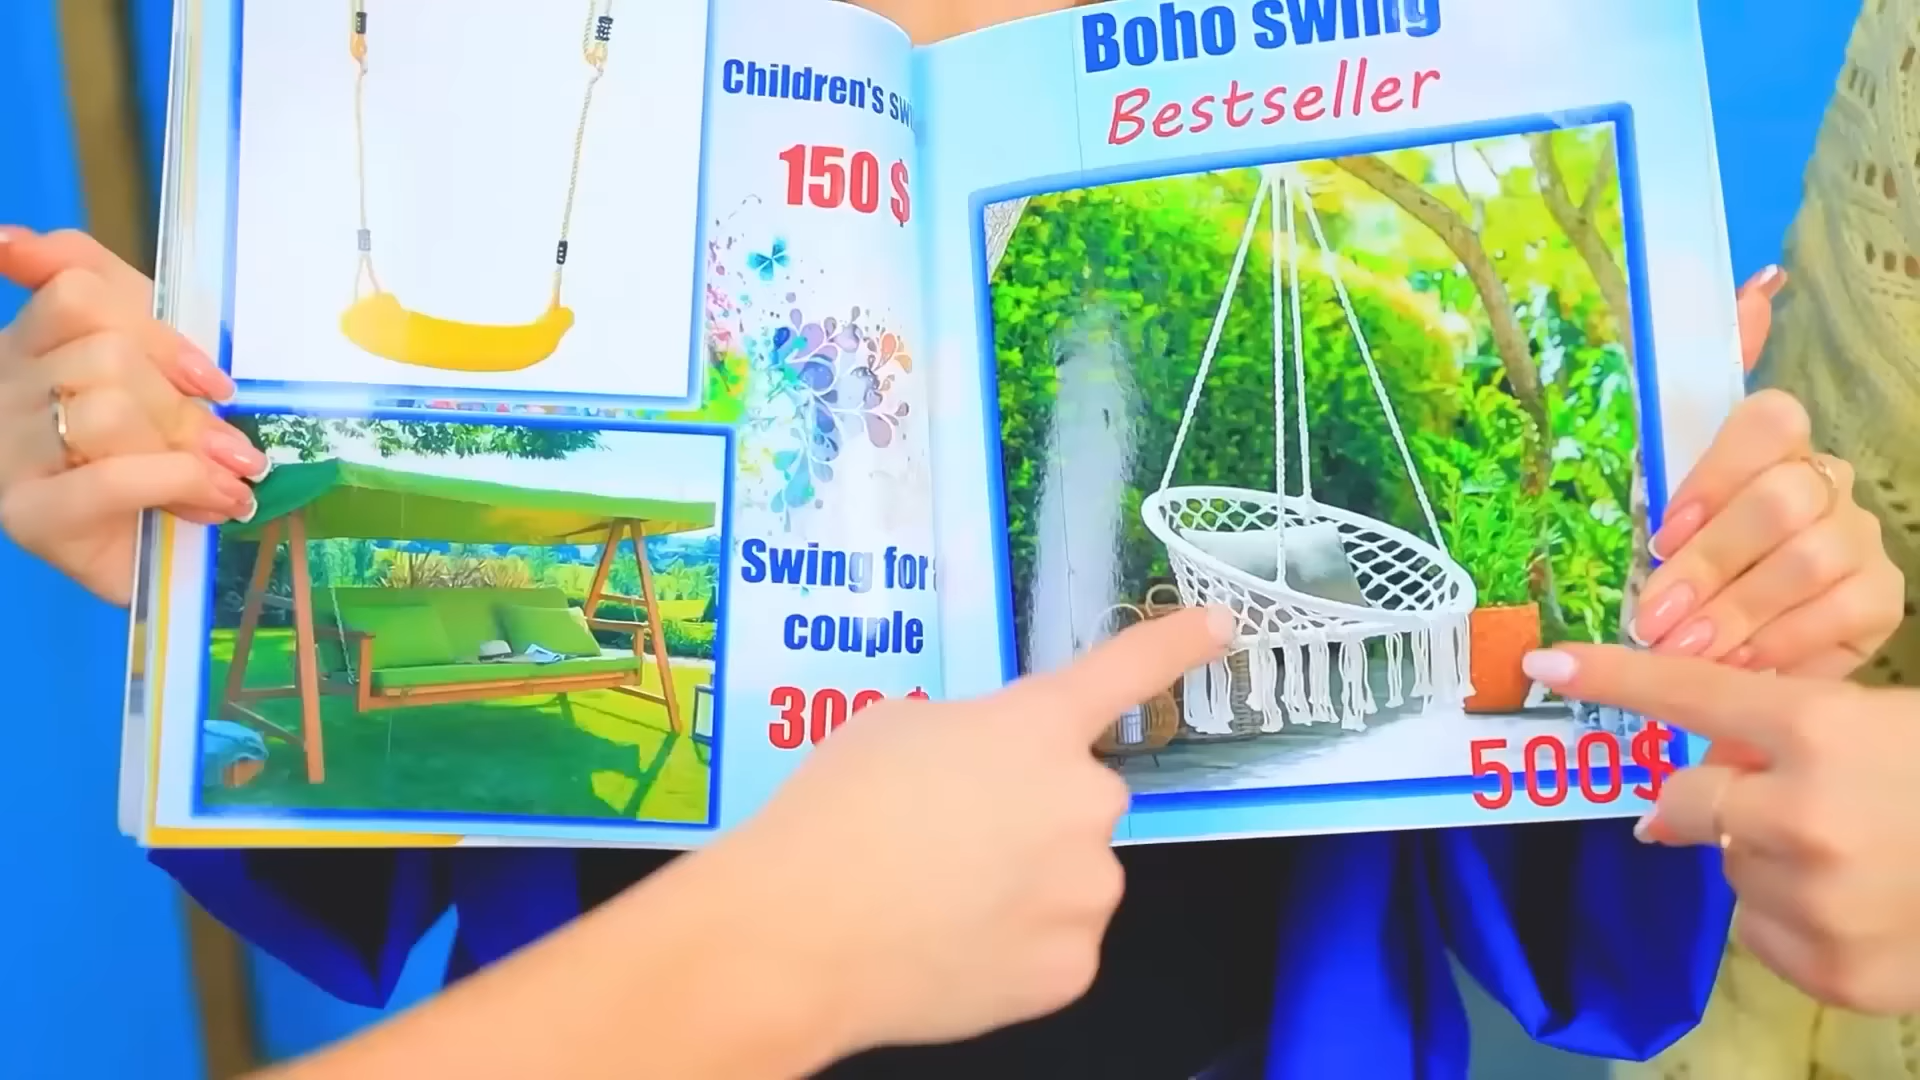 Children's
150 $
Swing for
couple
Boho swing
Bestseller
500$